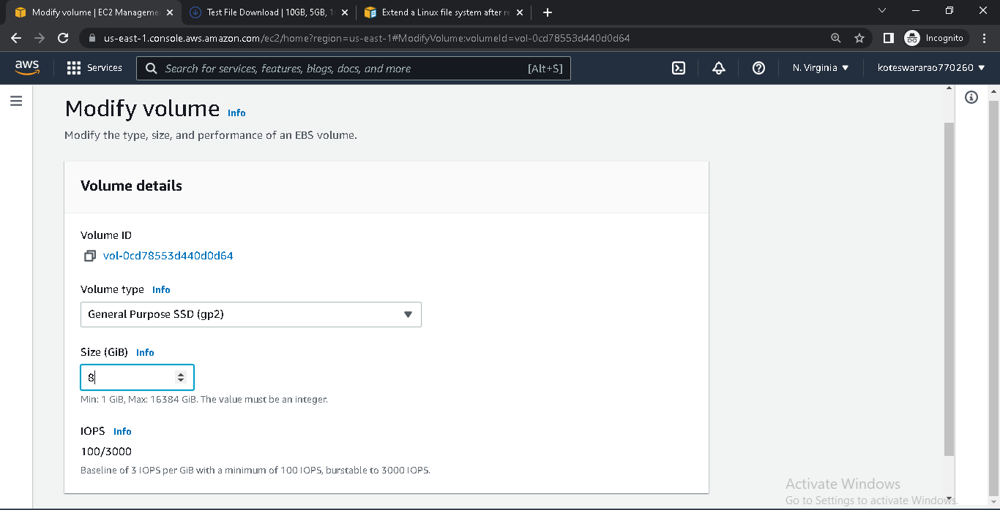 Modify volume | EC2 Manageme
Test File Download | 10GB, 5GB, 1
Extend a Linux file system after re
us-east-1.console.aws.amazon.com/ec2/home?region=us-east-1#ModifyVolume:volumeId=vol-0cd78553d440d0d64
Incognito
aws
Services
Search for services, features, blogs, docs, and more
[Alt+S]
N. Virginia
koteswararao770260
Modify volume Info
Modify the type, size, and performance of an EBS volume.
Volume details
Volume ID
vol-0cd78553d440d0d64
Volume type Info
General Purpose SSD (gp2)
Size (GiB) Info
8
Min: 1 GiB, Max: 16384 GiB. The value must be an integer.
IOPS Info
100/3000
Baseline of 3 IOPS per GiB with a minimum of 100 IOPS, burstable to 3000 IOPS.
Activate Windows
Go to Settings to activate Windows.